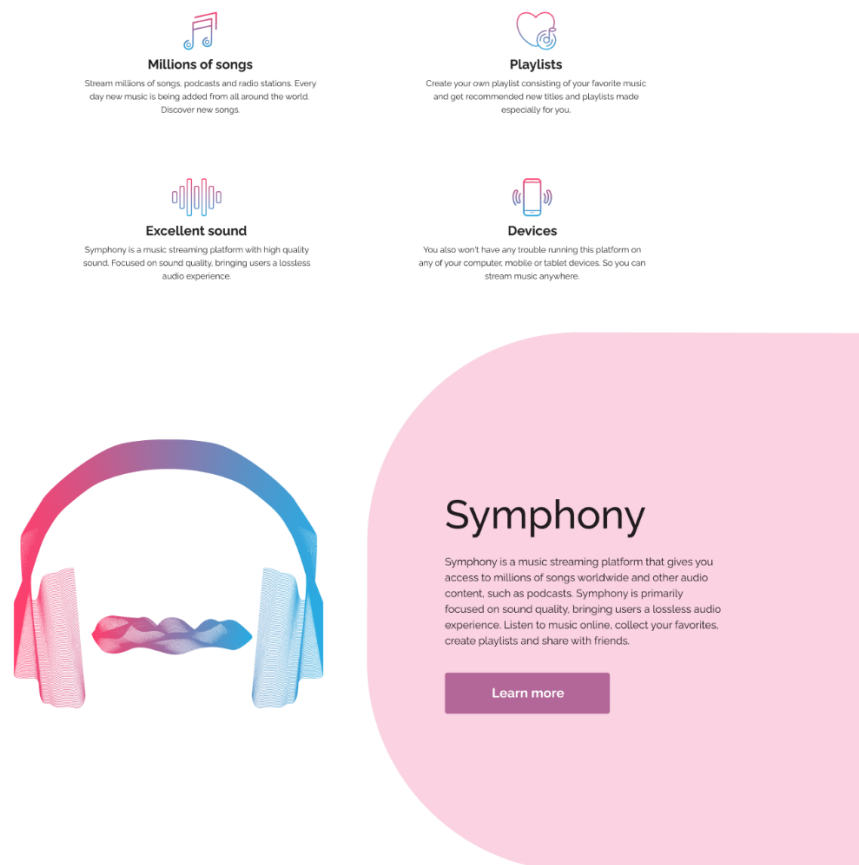 Millions of songs
Stream millions of songs, podcasts and radio stations. Every
day new music is being added from all around the world.
Discover new songs.
Playlists
Create your own playlist consisting of your favorite music
and get recommended new titles and playlists made
especially for you.
Excellent sound
Symphony is a music streaming platform with high quality
sound. Focused on sound quality, bringing users a lossless
audio experience.
Devices
You also won't have any trouble running this platform on
any of your computer, mobile or tablet devices. So you can
stream music anywhere.
Symphony
Symphony is a music streaming platform that gives you
access to millions of songs worldwide and other audio
content, such as podcasts. Symphony is primarily
focused on sound quality, bringing users a lossless audio
experience. Listen to music online, collect your favorites,
create playlists and share with friends.
Learn more